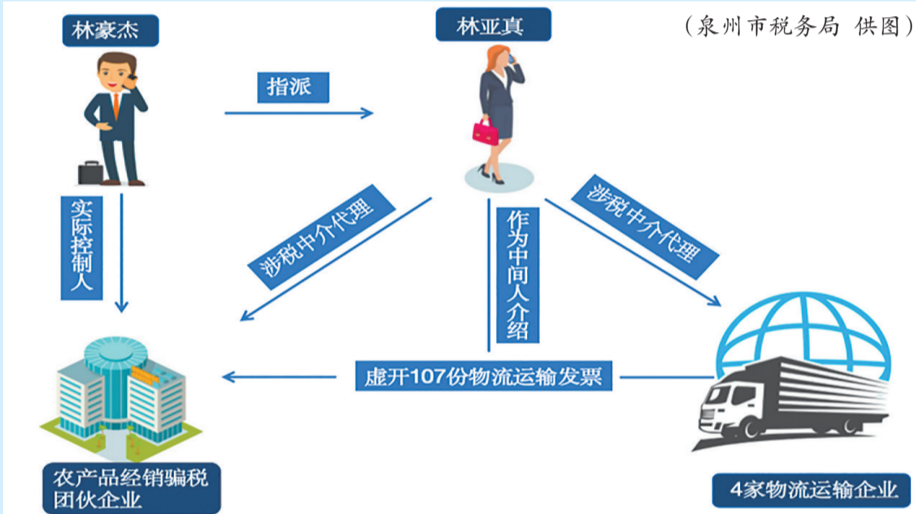 林豪杰
林亚真
（泉州市税务局 供图）
指派
实际控制人
涉税中介代理
作为中间人介绍
涉税中介代理
虚开107份物流运输发票
农产品经销骗税
团伙企业
4家物流运输企业